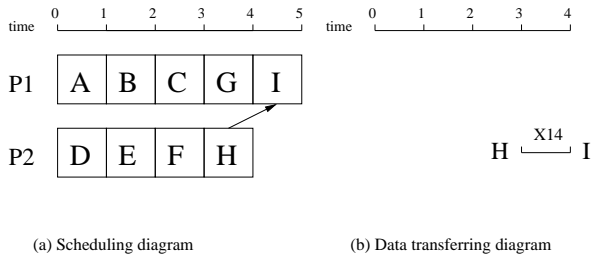 0 1 2 3 4 5
time
P1 A B C G I
P2 D E F H
(a) Scheduling diagram
0 1 2 3 4
time
X14
H I
(b) Data transferring diagram